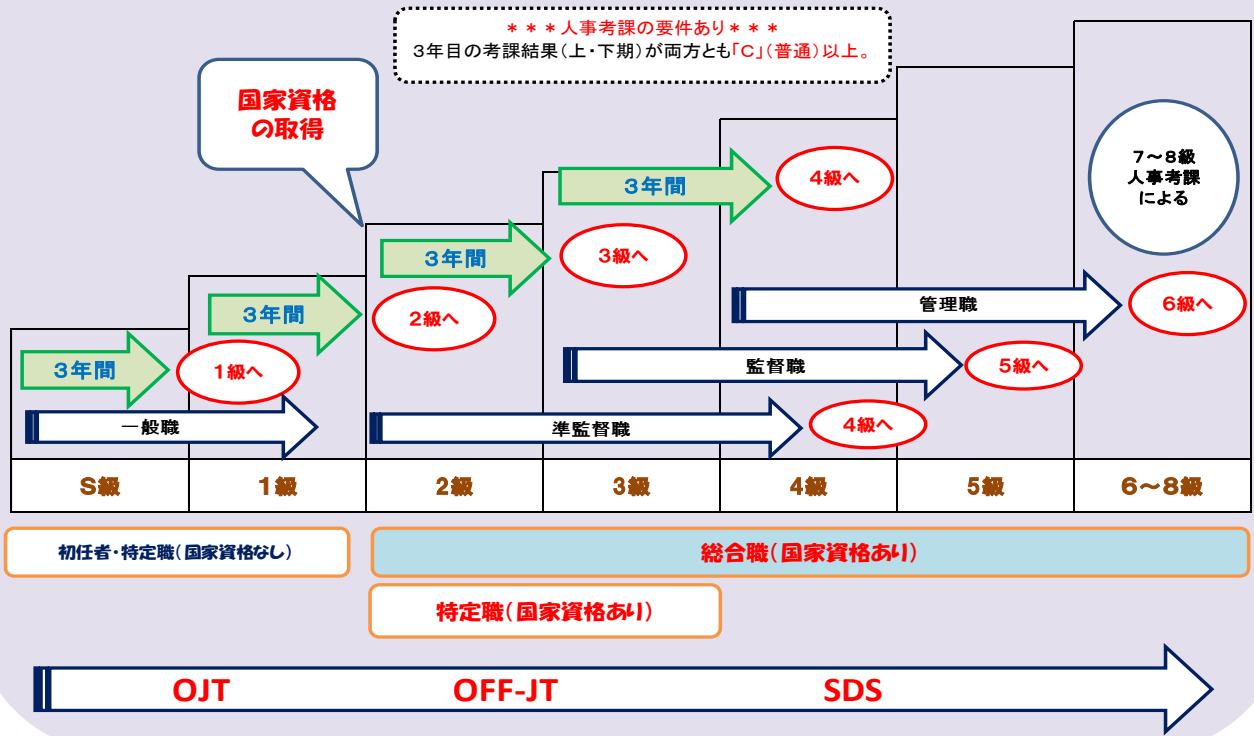 ＊＊＊人事考課の要件あり＊＊＊
３年目の考課結果（上・下期）が両方とも「Ｃ」（普通）以上。
国家資格
の取得
７～８級
人事考課
による
３年間
４級へ
３年間
３級へ
３年間
２級へ
管理職
６級へ
３年間
１級へ
監督職
５級へ
一般職
準監督職
４級へ
S級
１級
２級
３級
４級
５級
６～８級
初任者・特定職（国家資格なし）
総合職（国家資格あり）
特定職（国家資格あり）
OJT
OFF-JT
SDS